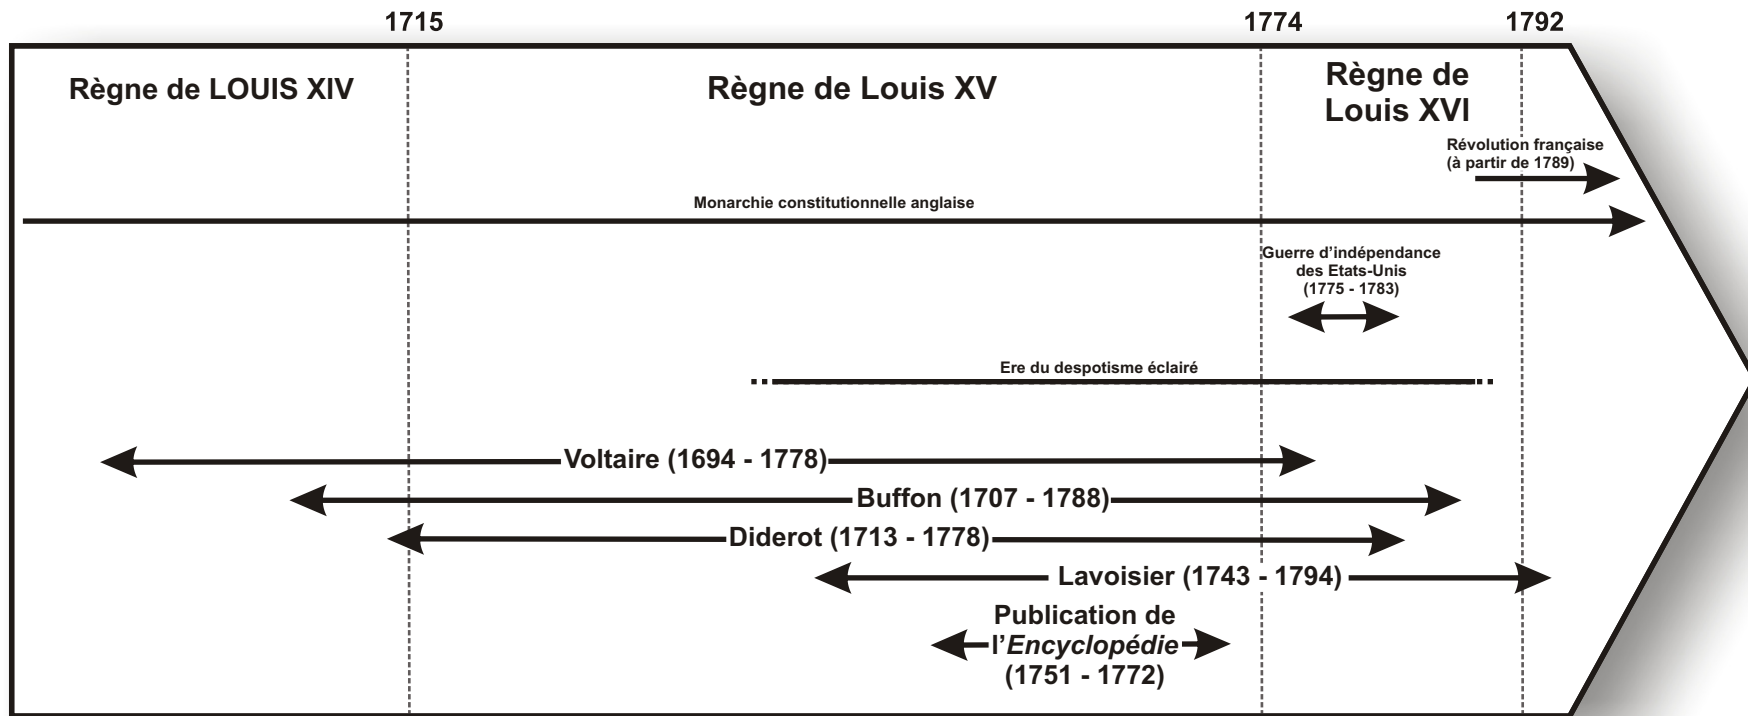 1715
1774
1792
Règne de LOUIS XIV
Règne de Louis XV
Règne de
Louis XVI
Révolution française
(à partir de 1789)
Monarchie constitutionnelle anglaise
Guerre d’indépendance
des Etats-Unis
(1775 - 1783)
Ere du despotisme éclairé
Voltaire (1694 - 1778)
Buffon (1707 - 1788)
Diderot (1713 - 1778)
Lavoisier (1743 - 1794)
Publication de
l’Encyclopédie
(1751 - 1772)